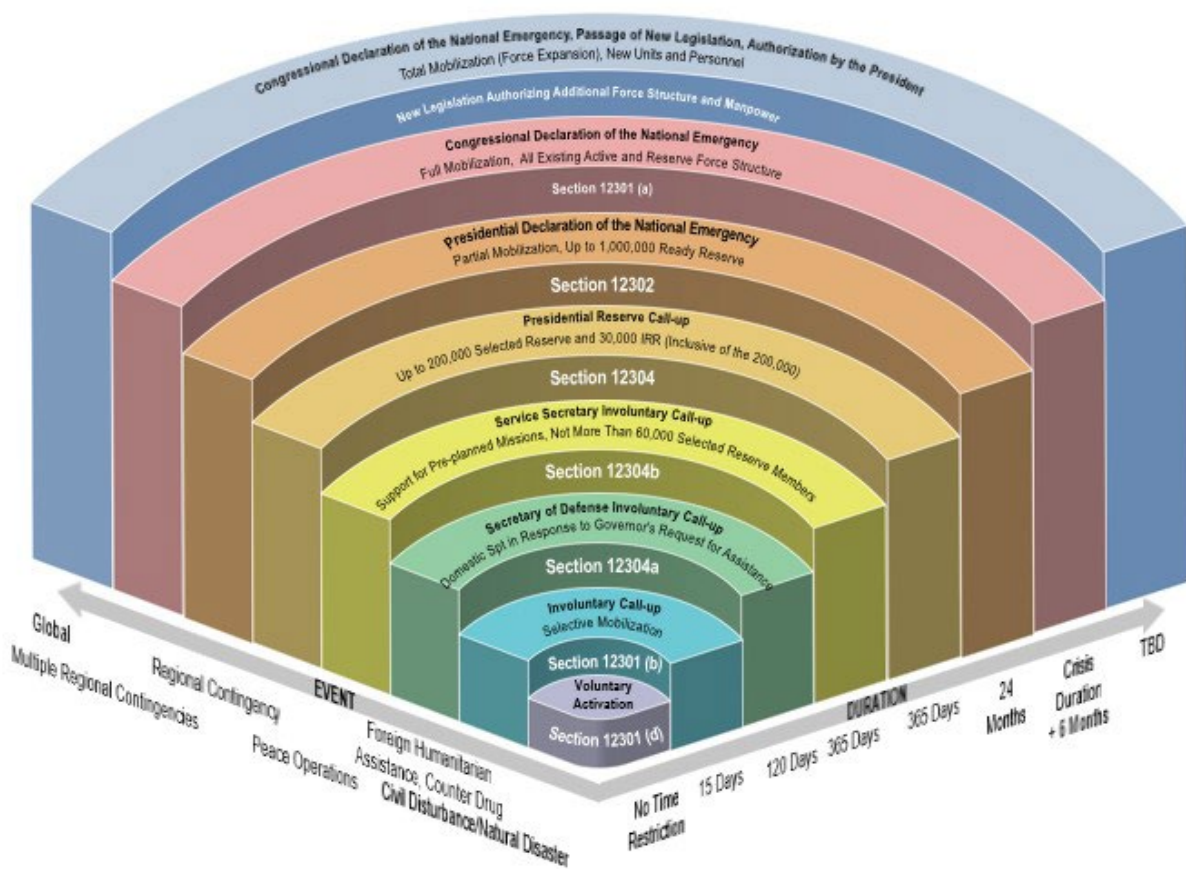 Congressional Declaration of the National Emergency, Passage of New Legislation, Authorization by the President
Total Mobilization (Force Expansion), New Units and Personnel
New Legislation Authorizing Additional Force Structure and Manpower
Congressional Declaration of the National Emergency
Full Mobilization, All Existing Active and Reserve Force Structure
Section 12301 (a)
Presidential Declaration of the National Emergency
Partial Mobilization, Up to 1,000,000 Ready Reserve
Section 12302
Presidential Reserve Call-up
Up to 200,000 Selected Reserve and 30,000 IRR (Inclusive of the 200,000)
Section 12304
Service Secretary Involuntary Call-up
Support for Pre-planned Missions, Not More Than 60,000 Selected Reserve Members
Section 12304b
Secretary of Defense Involuntary Call-up
Domestic Spt in Response to Governor's Request for Assistance
Section 12304a
Involuntary Call-up
Selective Mobilization
Section 12301 (b)
Voluntary
Activation
Section 12301 (d)
Global
Multiple Regional Contingencies
Regional Contingency
EVENT
Peace Operations
Foreign Humanitarian
Assistance, Counter Drug
Civil Disturbance/Natural Disaster
No Time
Restriction
15 Days
120 Days
DURATION
365 Days
365 Days
24
Months
Crisis
Duration
+ 6 Months
TBD